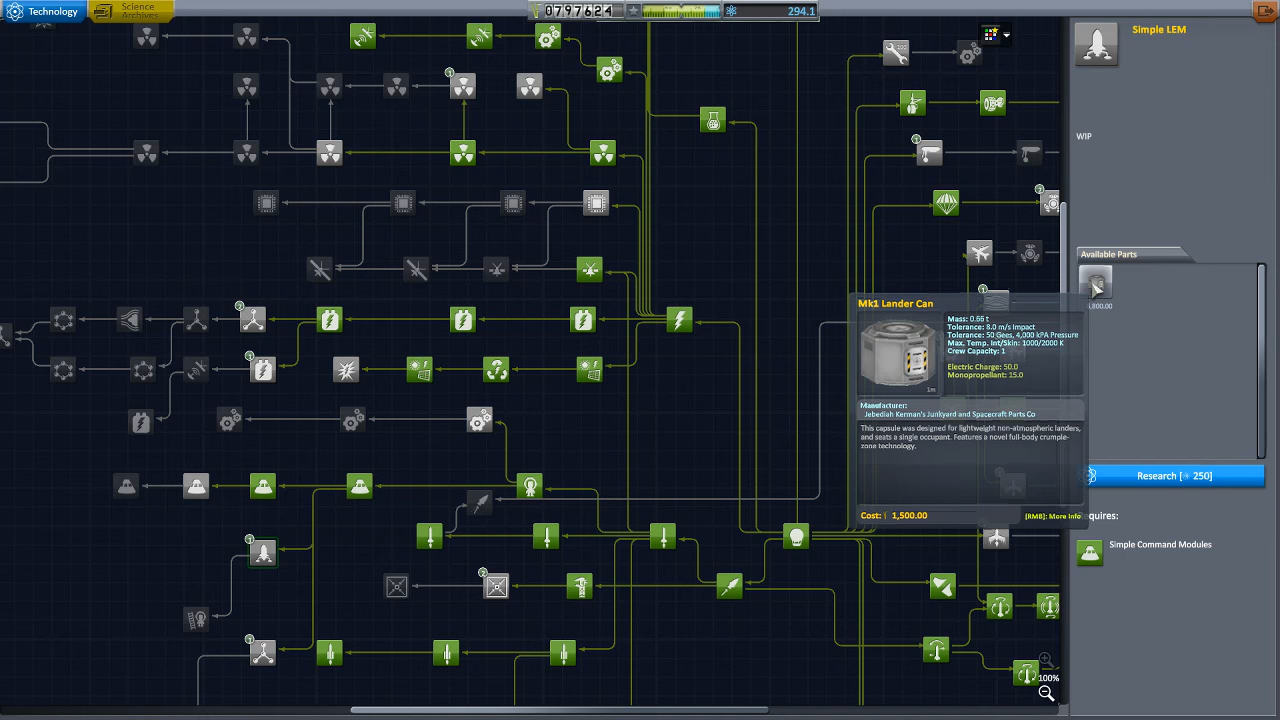 Technology
Science
Archives
0797624
294.1
Simple LEM
WIP
Available Parts
Mk1 Lander Can
Mass: 0.66 t
Tolerance: 8.0 m/s Impact
Tolerance: 50 Gees, 4,000 kPA Pressure
Max. Temp. Int/Skin: 1000/2000 K
Crew Capacity: 1
Electric Charge: 50.0
Monopropellant: 15.0
1m
Manufacturer:
Jebediah Kerman's Junkyard and Spacecraft Parts Co
This capsule was designed for lightweight non-atmospheric landers,
and seats a single occupant. Features a novel full-body crumple-
zone technology.
Cost: 1,500.00
[RMB]: More Info
Research [ 250]
equires:
Simple Command Modules
100%